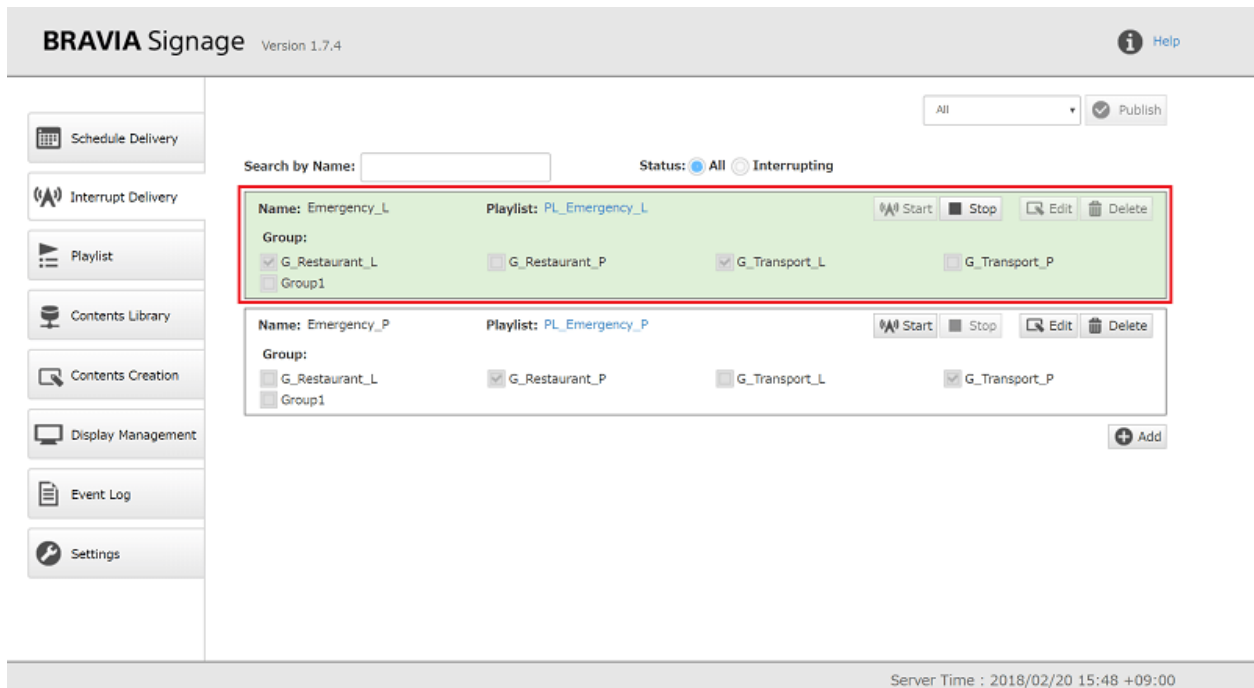 BRAVIA Signage Version 1.7.4 Help
All Publish
Schedule Delivery
Search by Name: Status: All Interrupting
Interrupt Delivery
Name: Emergency_L Playlist: PL_Emergency_L Start Stop Edit Delete
Group:
G_Restaurant_L G_Restaurant_P G_Transport_L G_Transport_P
Group1
Playlist
Contents Library
Name: Emergency_P Playlist: PL_Emergency_P Start Stop Edit Delete
Group:
G_Restaurant_L G_Restaurant_P G_Transport_L G_Transport_P
Group1
Contents Creation
Display Management
Add
Event Log
Settings
Server Time : 2018/02/20 15:48 +09:00